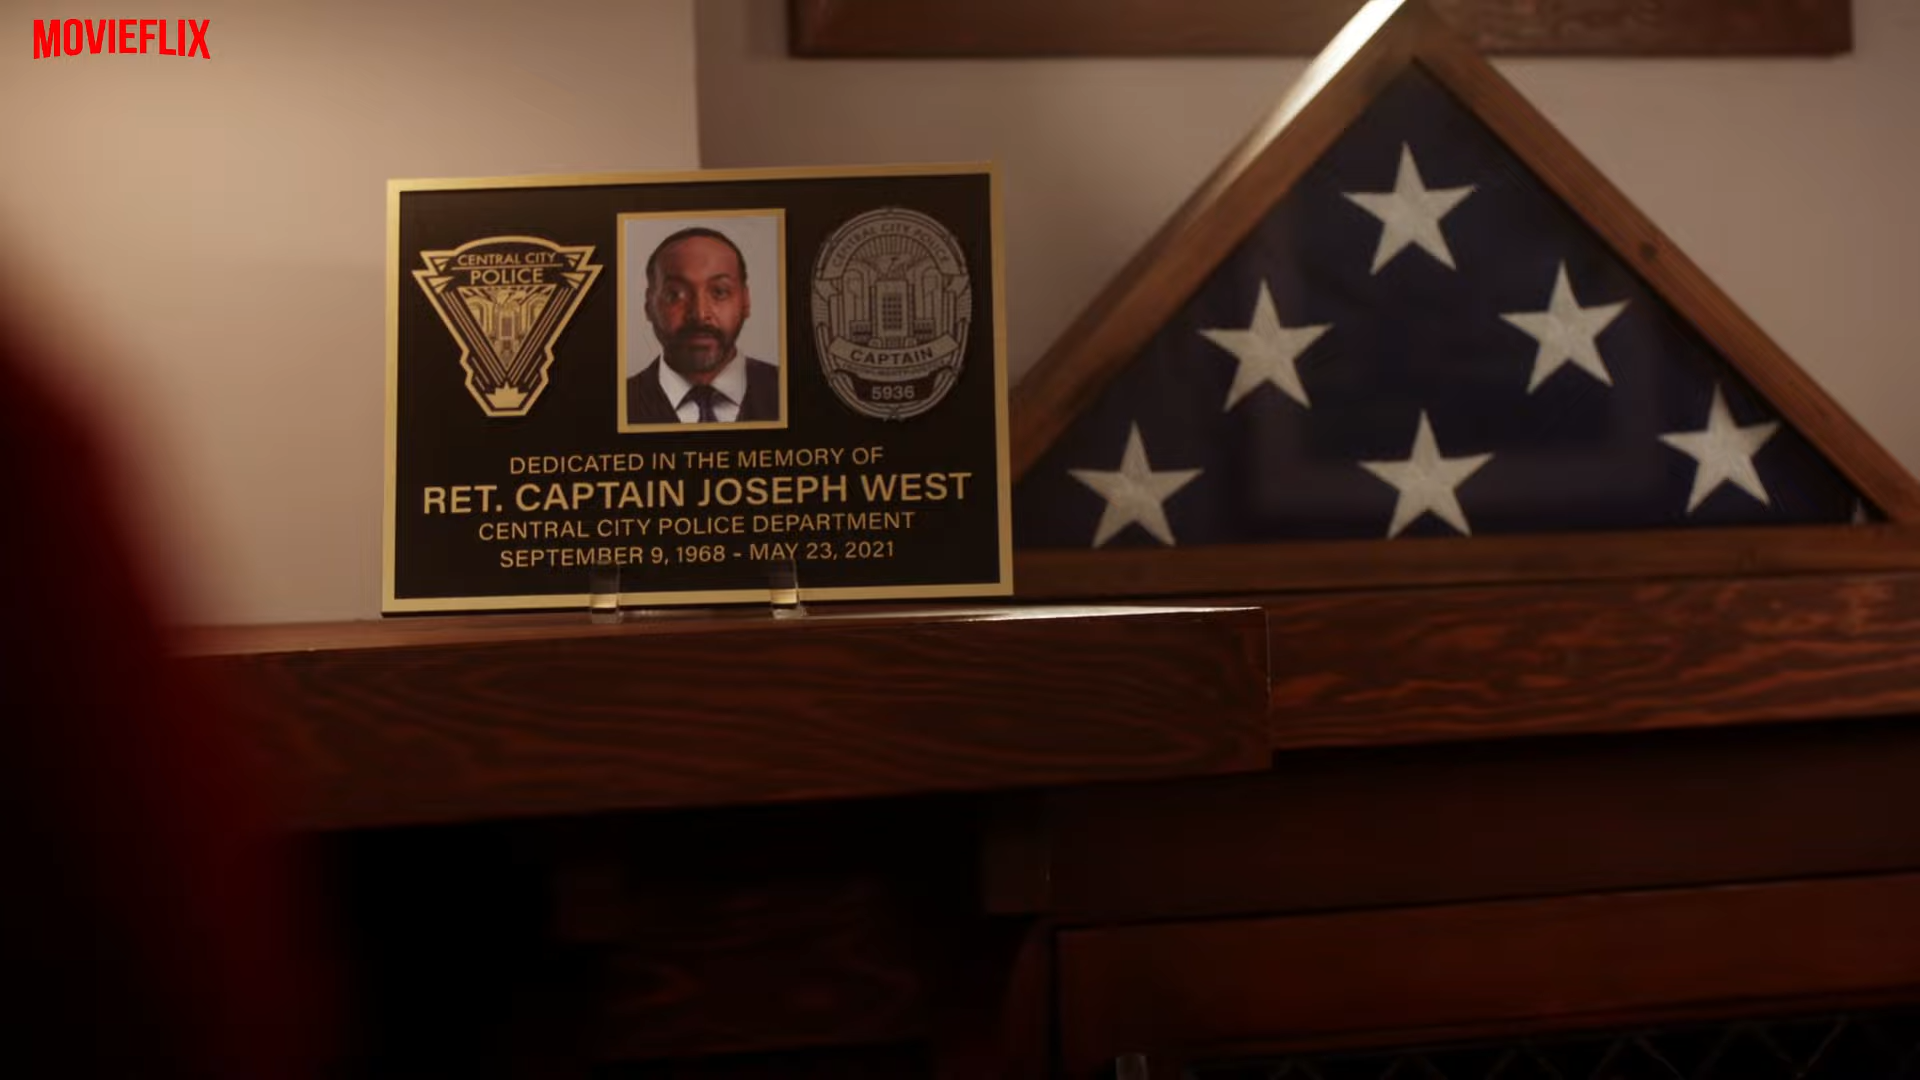 MOVIEFLIX
CENTRAL CITY
POLICE
CENTRAL CITY POLICE
CAPTAIN
5936
DEDICATED IN THE MEMORY OF
RET. CAPTAIN JOSEPH WEST
CENTRAL CITY POLICE DEPARTMENT
SEPTEMBER 9, 1968 - MAY 23, 2021